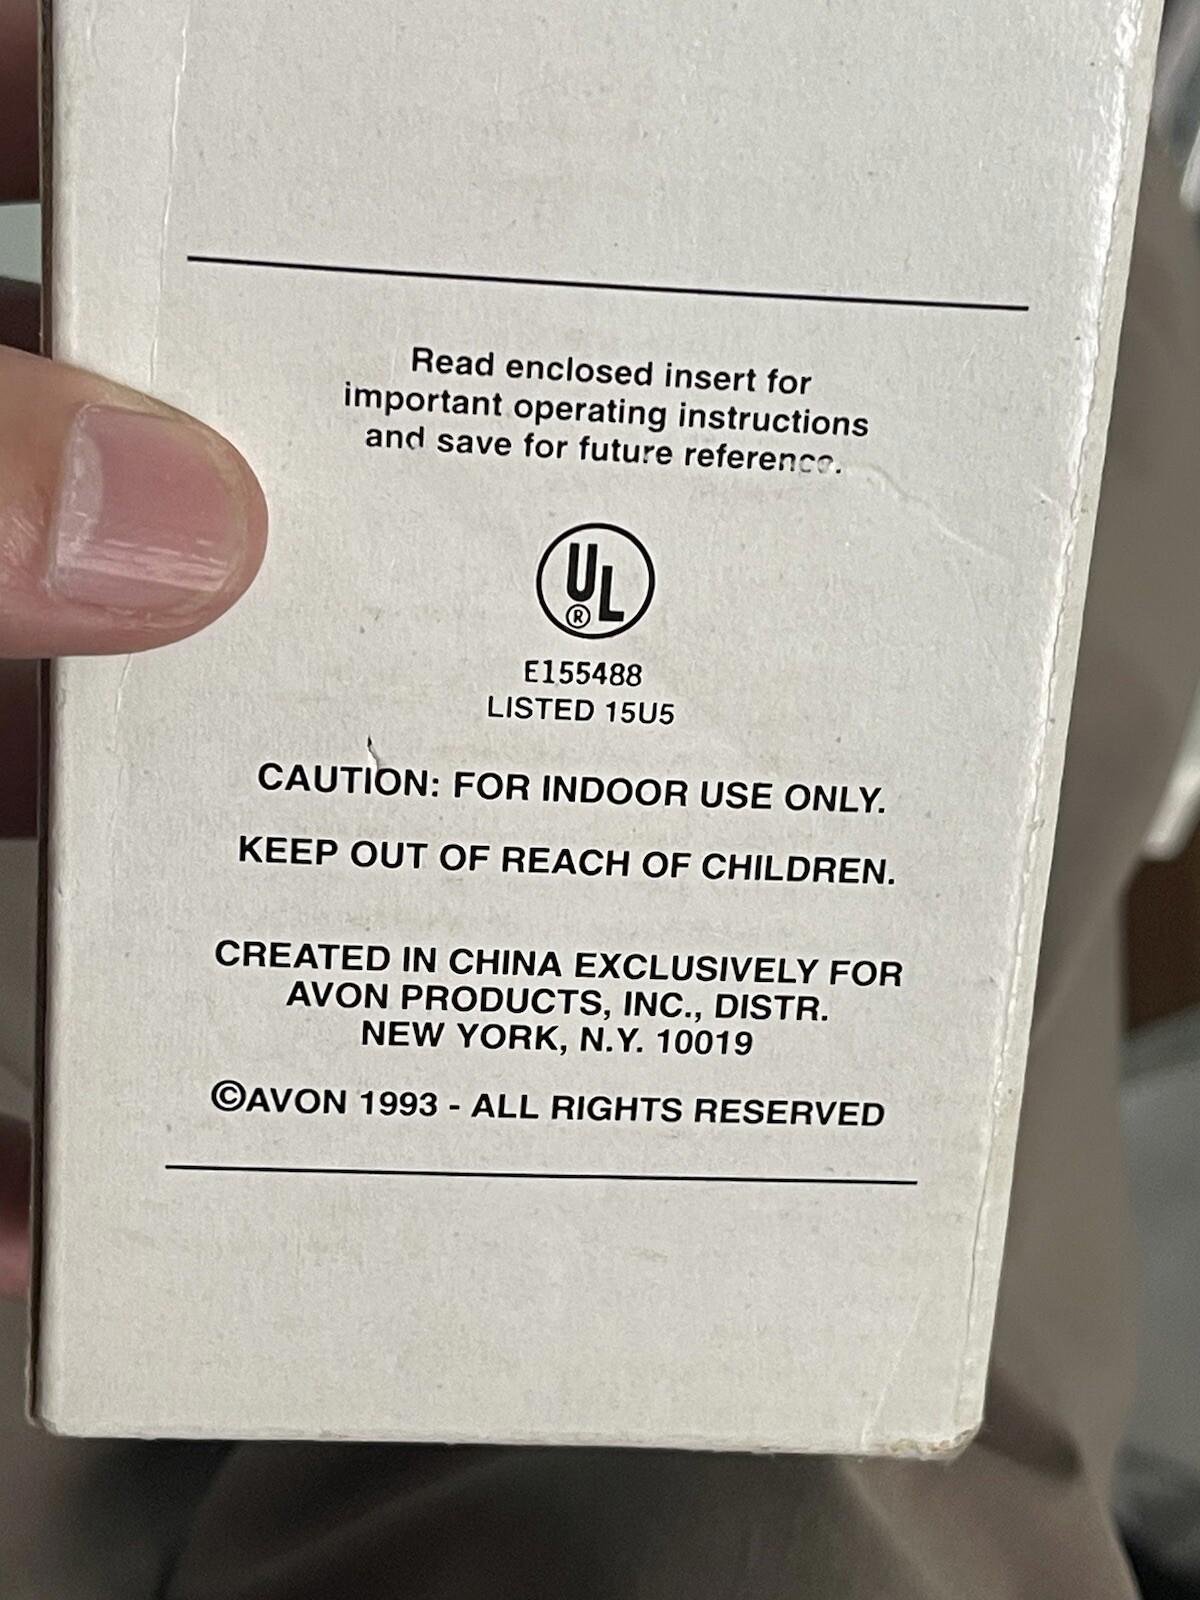 Read enclosed insert for
important operating instructions
and save for future reference.
UL
®
E155488
LISTED 15U5
CAUTION: FOR INDOOR USE ONLY.
KEEP OUT OF REACH OF CHILDREN.
CREATED IN CHINA EXCLUSIVELY FOR
AVON PRODUCTS, INC., DISTR.
NEW YORK, N.Y. 10019
©AVON 1993 - ALL RIGHTS RESERVED